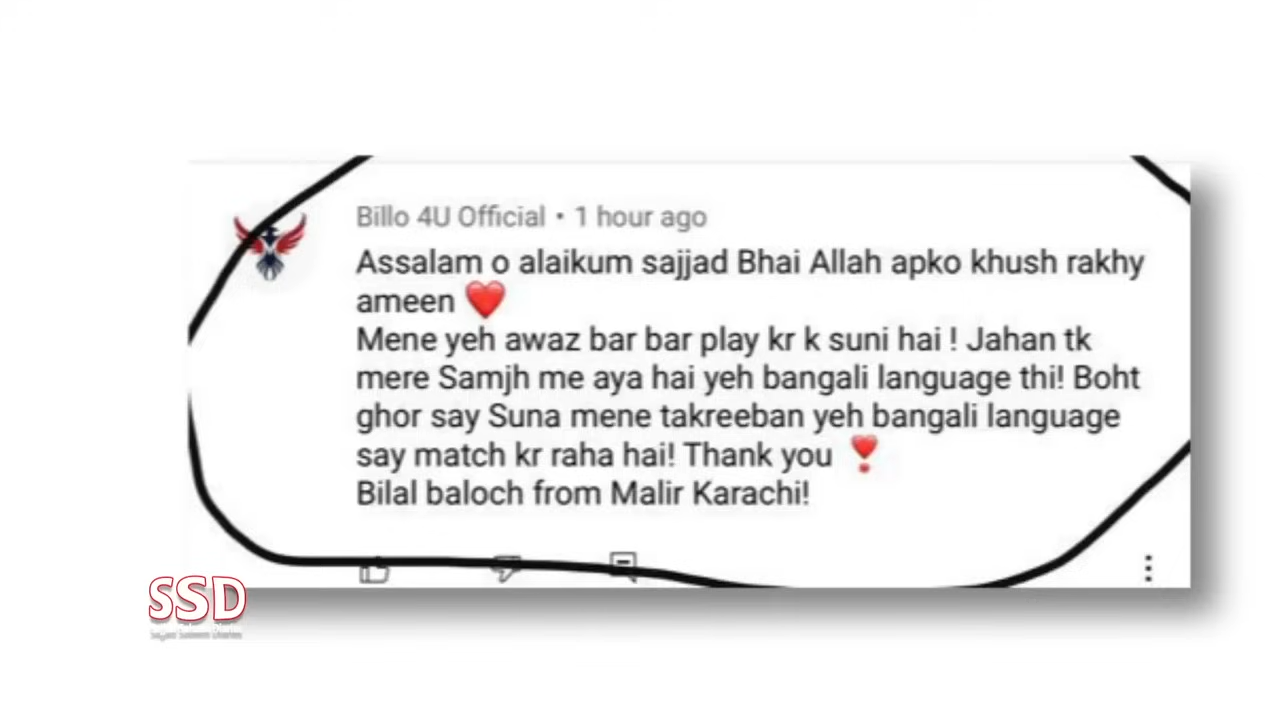 Billo 4U Official • 1 hour ago
Assalam o alaikum sajjad Bhai Allah apko khush rakhy
ameen ❤️
Mene yeh awaz bar bar play kr k suni hai ! Jahan tk
mere Samjh me aya hai yeh bangali language thi! Boht
ghor say Suna mene takreeban yeh bangali language
say match kr raha hai! Thank you ❣️
Bilal baloch from Malir Karachi!
SSD